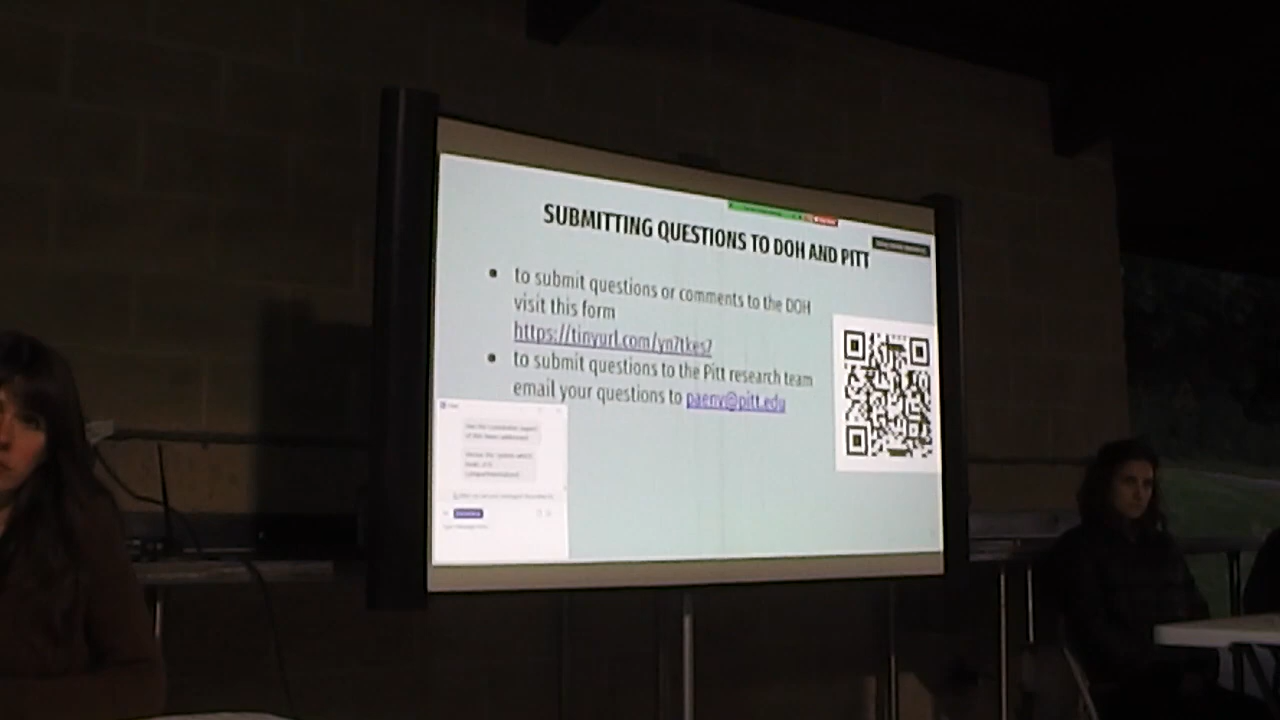 SUBMITTING QUESTIONS TO DOH AND PITT
• to submit questions or comments to the DOH
visit this form
https://tinyurl.com/yn7tkes7
• to submit questions to the Pitt research team
email your questions to paenv@pitt.edu